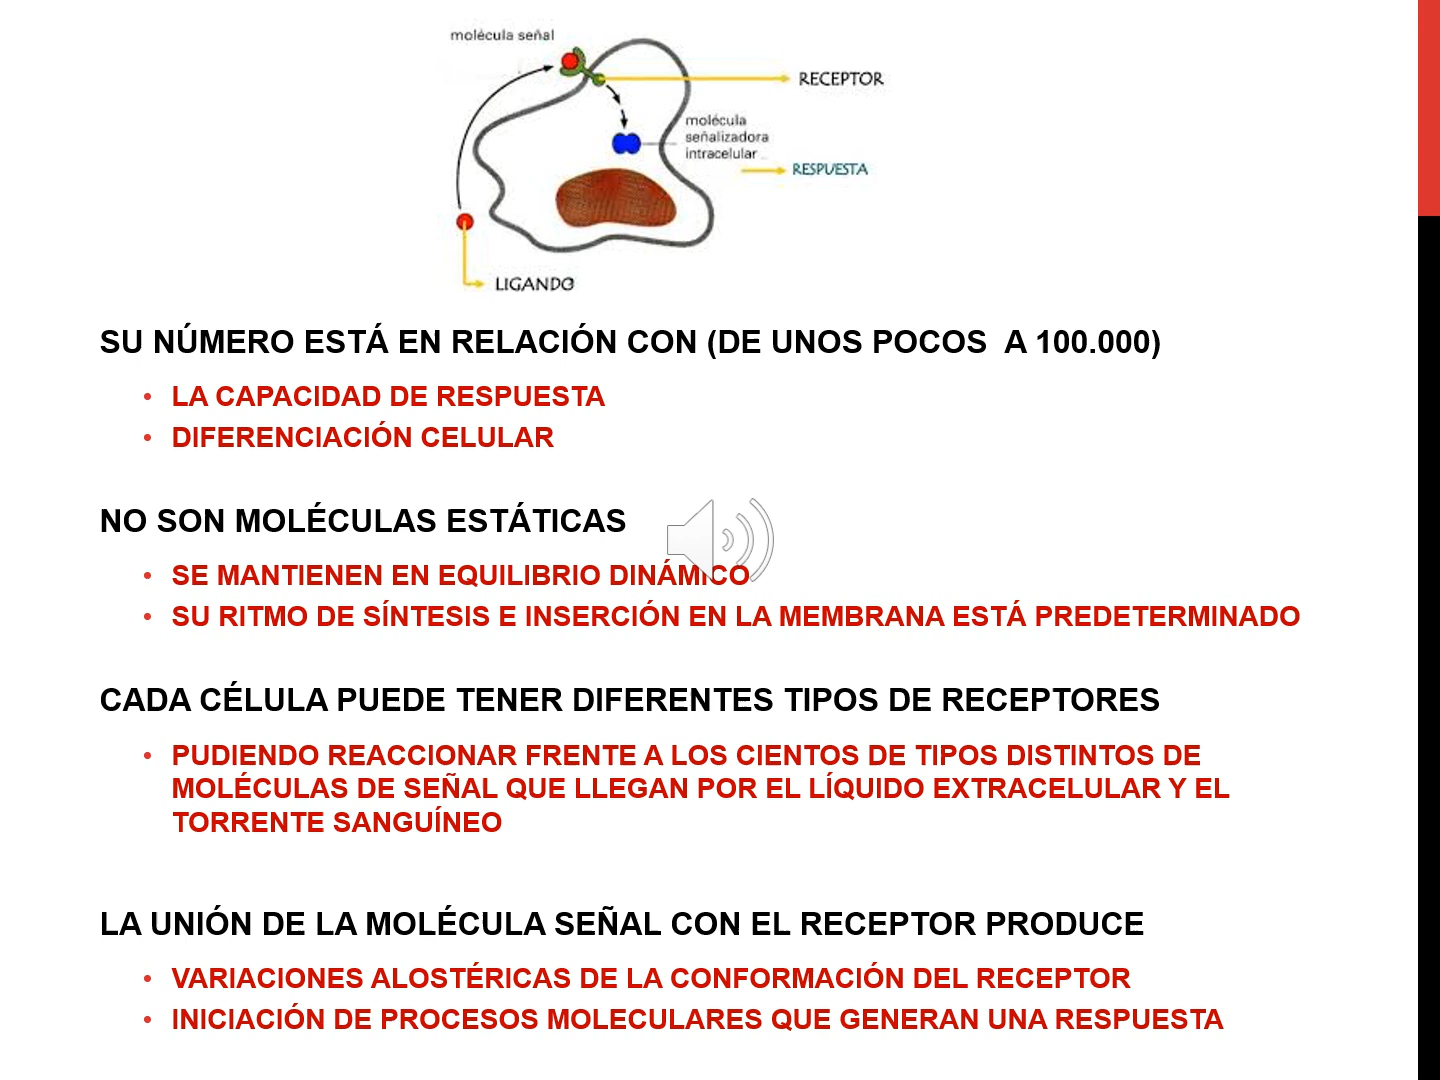 molécula señal
RECEPTOR
molécula
señalizadora
intracelular
RESPUESTA
LIGANDO
SU NÚMERO ESTÁ EN RELACIÓN CON (DE UNOS POCOS A 100.000)
• LA CAPACIDAD DE RESPUESTA
• DIFERENCIACIÓN CELULAR
NO SON MOLÉCULAS ESTÁTICAS
• SE MANTIENEN EN EQUILIBRIO DINÁMICO
• SU RITMO DE SÍNTESIS E INSERCIÓN EN LA MEMBRANA ESTÁ PREDETERMINADO
CADA CÉLULA PUEDE TENER DIFERENTES TIPOS DE RECEPTORES
• PUDIENDO REACCIONAR FRENTE A LOS CIENTOS DE TIPOS DISTINTOS DE
MOLÉCULAS DE SEÑAL QUE LLEGAN POR EL LÍQUIDO EXTRACELULAR Y EL
TORRENTE SANGUÍNEO
LA UNIÓN DE LA MOLÉCULA SEÑAL CON EL RECEPTOR PRODUCE
• VARIACIONES ALOSTÉRICAS DE LA CONFORMACIÓN DEL RECEPTOR
• INICIACIÓN DE PROCESOS MOLECULARES QUE GENERAN UNA RESPUESTA